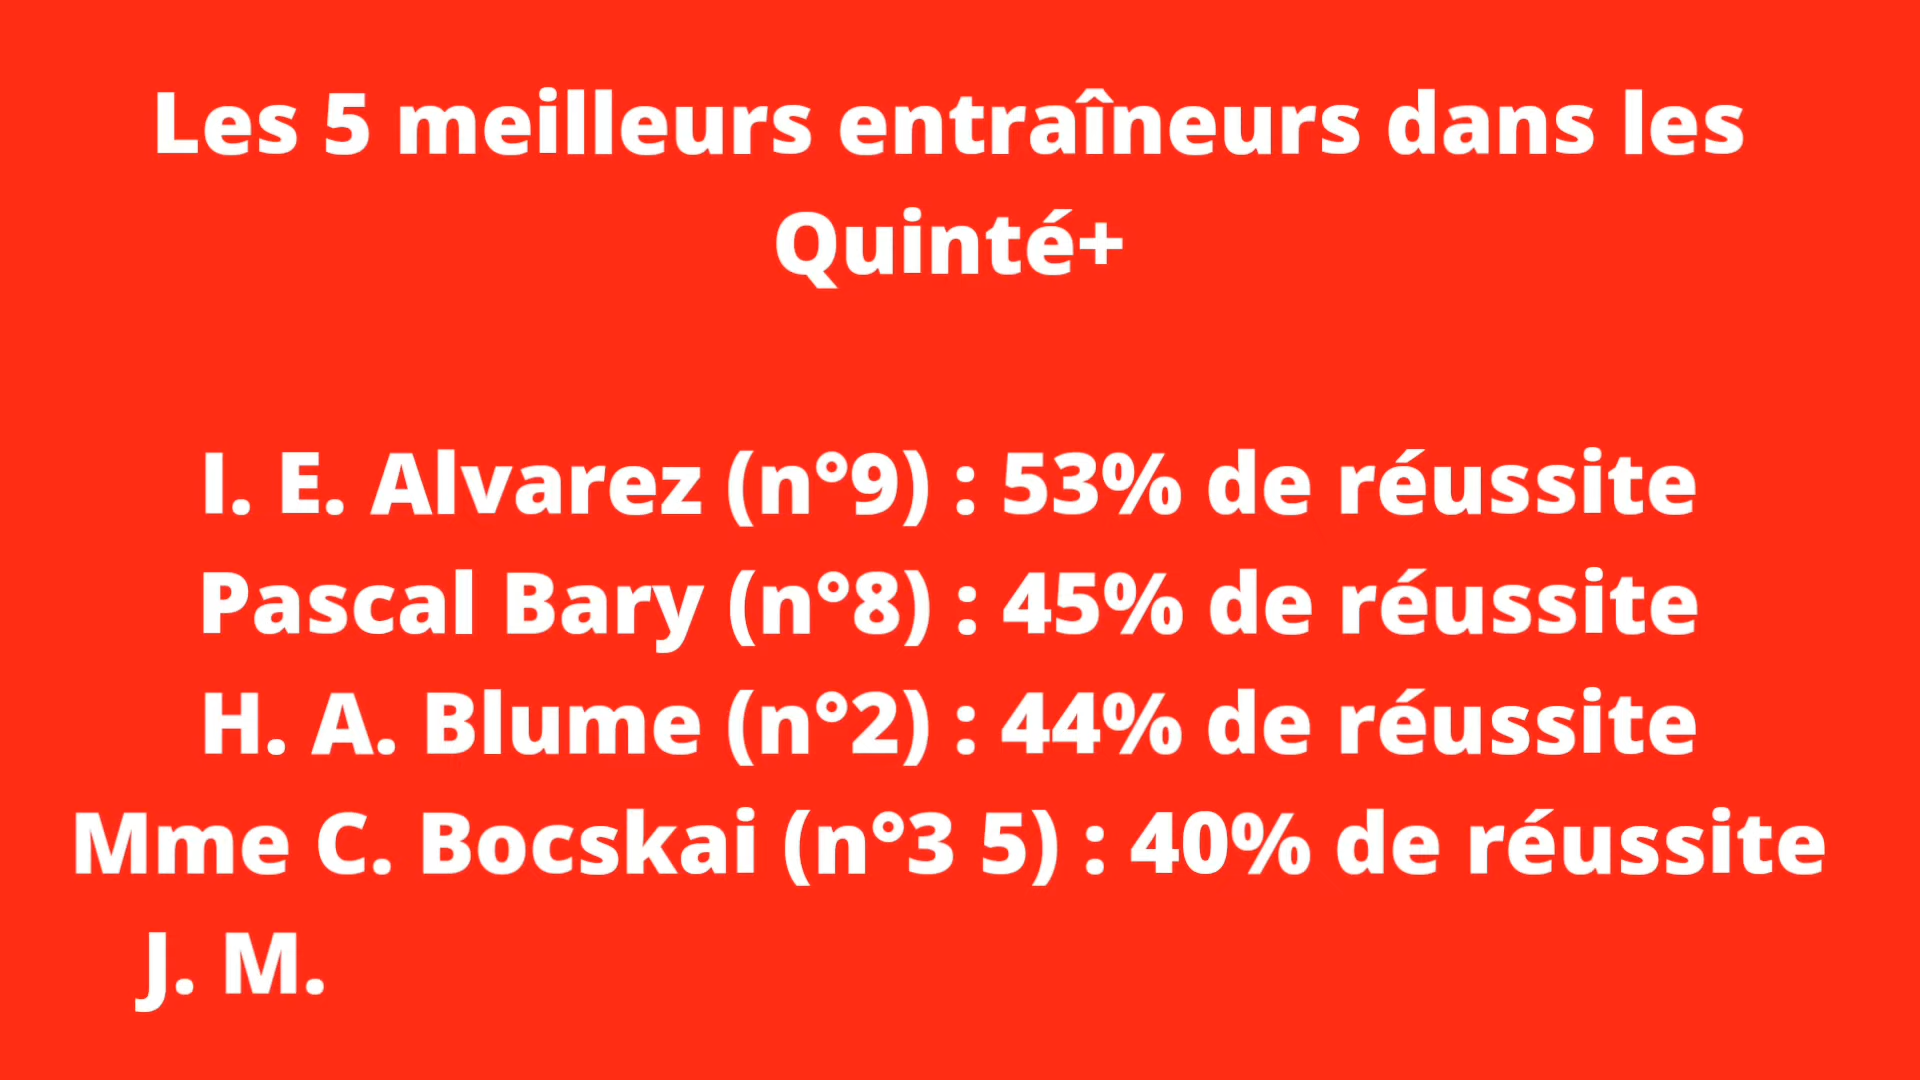 Les 5 meilleurs entraîneurs dans les
Quinté+
I. E. Alvarez (n°9) : 53% de réussite
Pascal Bary (n°8) : 45% de réussite
H. A. Blume (n°2) : 44% de réussite
Mme C. Bocskai (n°3 5) : 40% de réussite
J. M.